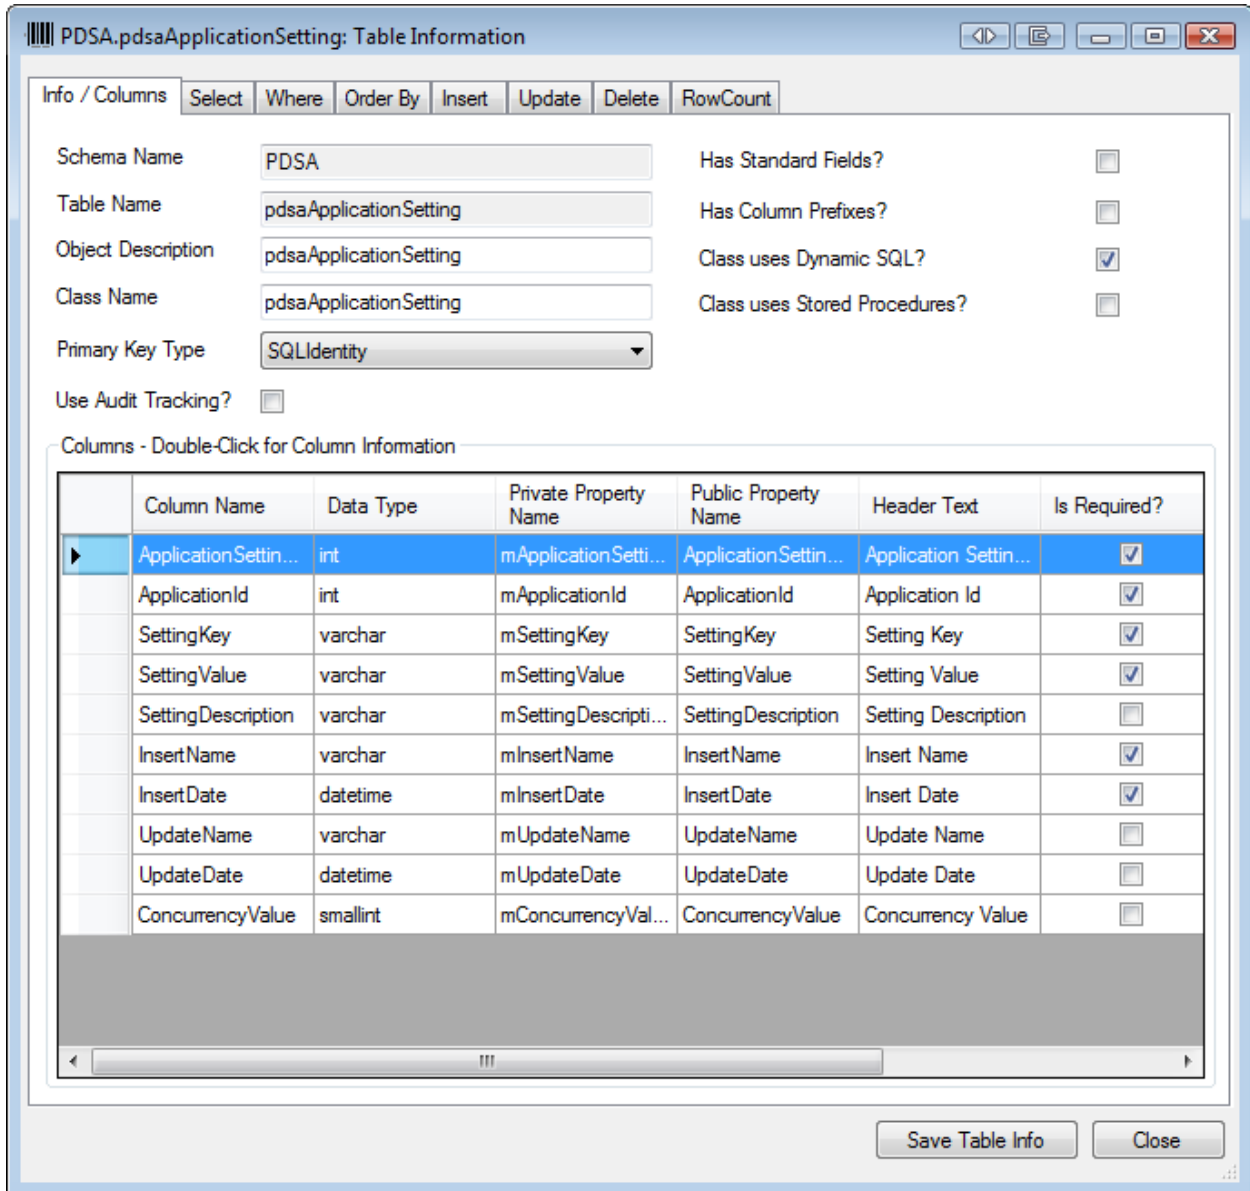 PDSA.pdsaApplicationSetting: Table Information
Info / Columns Select Where Order By Insert Update Delete RowCount
Schema Name PDSA Has Standard Fields?
Table Name pdsaApplicationSetting Has Column Prefixes?
Object Description pdsaApplicationSetting Class uses Dynamic SQL?
Class Name pdsaApplicationSetting Class uses Stored Procedures?
Primary Key Type SQLIdentity
Use Audit Tracking?
Columns - Double-Click for Column Information
Column Name Data Type Private Property Name Public Property Name Header Text Is Required?
ApplicationSettin... int mApplicationSetti... ApplicationSettin... Application Settin...
ApplicationId int mApplicationId ApplicationId Application Id
SettingKey varchar mSettingKey SettingKey Setting Key
SettingValue varchar mSettingValue SettingValue Setting Value
SettingDescription varchar mSettingDescripti... SettingDescription Setting Description
InsertName varchar mInsertName InsertName Insert Name
InsertDate datetime mInsertDate InsertDate Insert Date
UpdateName varchar mUpdateName UpdateName Update Name
UpdateDate datetime mUpdateDate UpdateDate Update Date
ConcurrencyValue smallint mConcurrencyVal... ConcurrencyValue Concurrency Value
Save Table Info Close